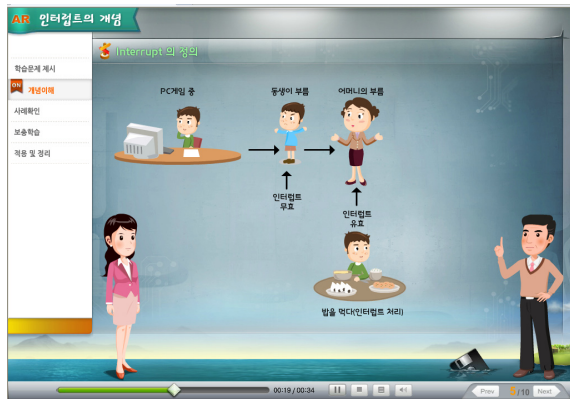 AR 인터럽트의 개념
Interrupt 의 정의
학습문제 제시
ON 개념이해
사례확인
보충학습
적용 및 정리
PC게임 중
동생이 부름
어머니의 부름
인터럽트
무효
인터럽트
유효
밥을 먹다(인터럽트 처리)
00:19 / 00:34
Prev
/10
Next